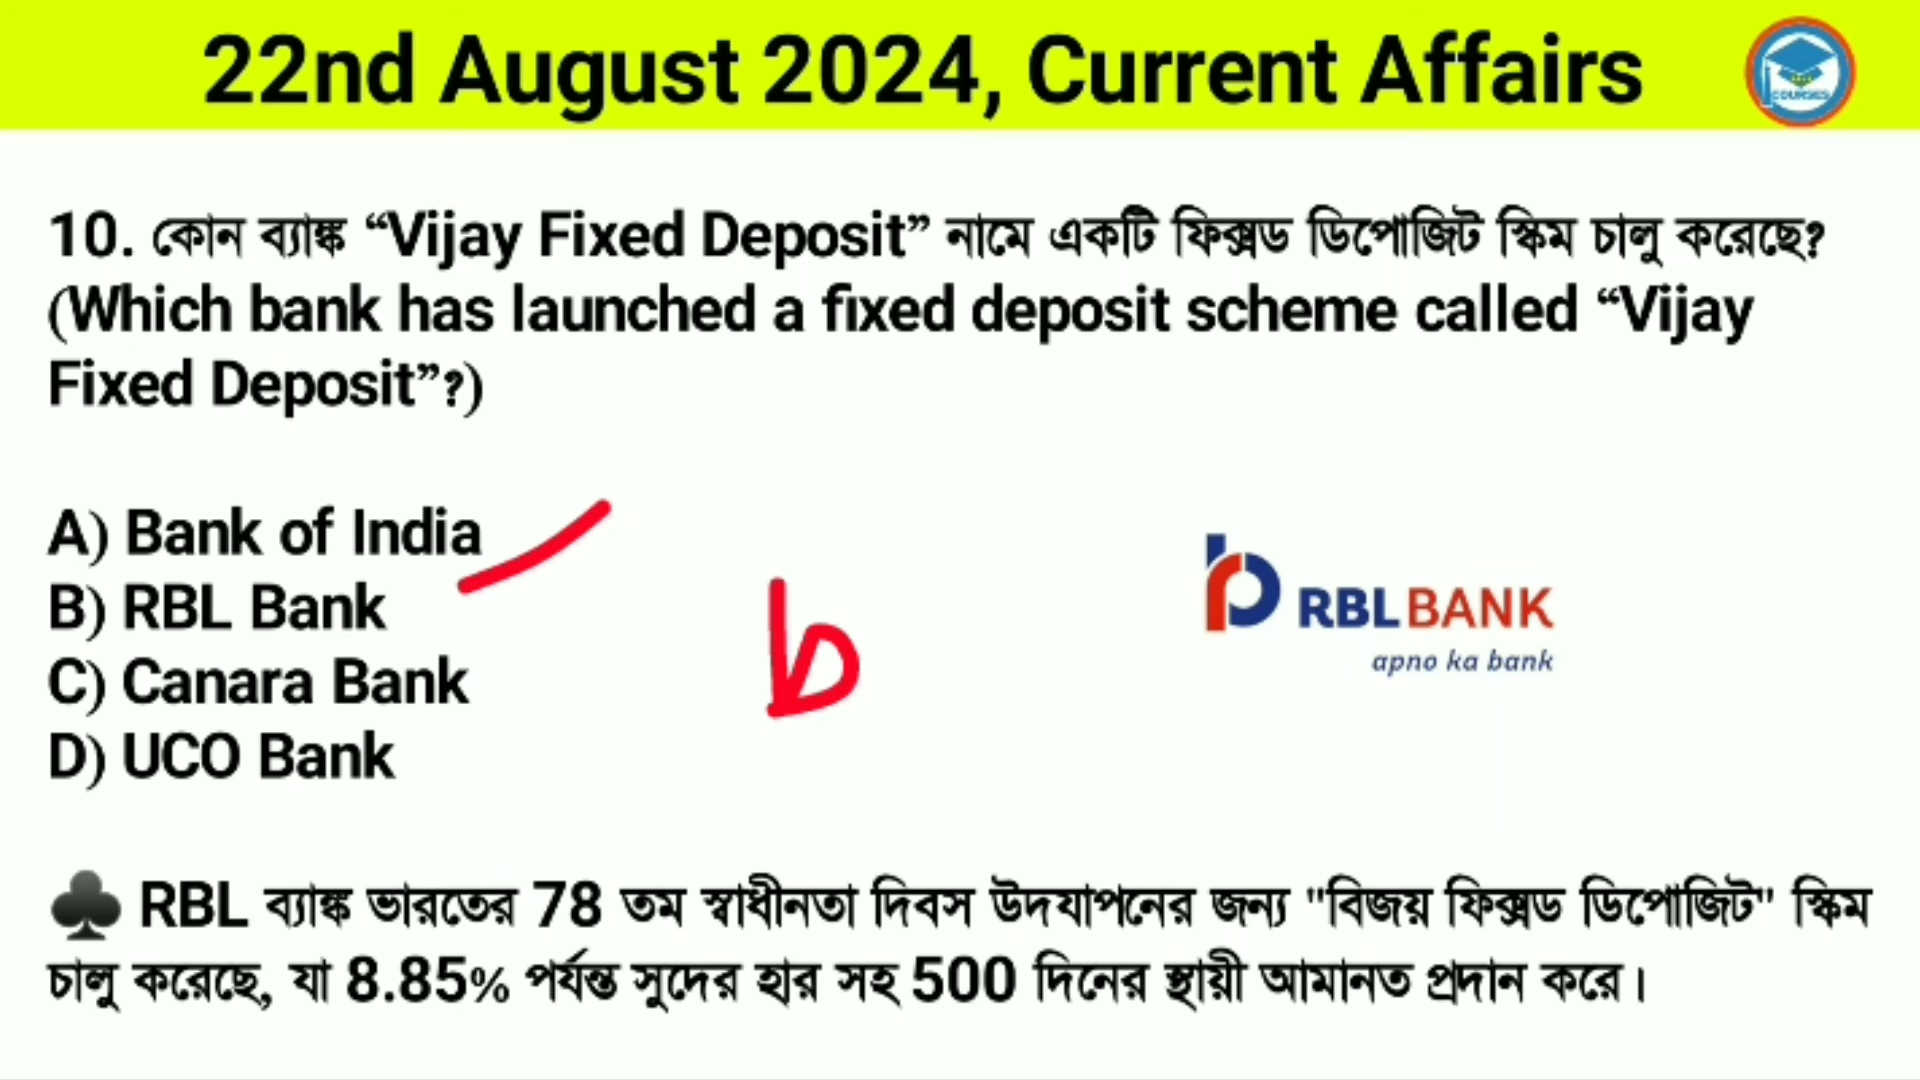 22nd August 2024, Current Affairs
COURSES
10. কোন ব্যাঙ্ক “Vijay Fixed Deposit” নামে একটি ফিক্সড ডিপোজিট স্কিম চালু করেছে?
(Which bank has launched a fixed deposit scheme called “Vijay
Fixed Deposit”?)
A) Bank of India
B) RBL Bank
C) Canara Bank
D) UCO Bank
b
RBL BANK
apno ka bank
♣ RBL ব্যাঙ্ক ভারতের 78 তম স্বাধীনতা দিবস উদযাপনের জন্য "বিজয় ফিক্সড ডিপোজিট" স্কিম
চালু করেছে, যা 8.85% পর্যন্ত সুদের হার সহ 500 দিনের স্থায়ী আমানত প্রদান করে।